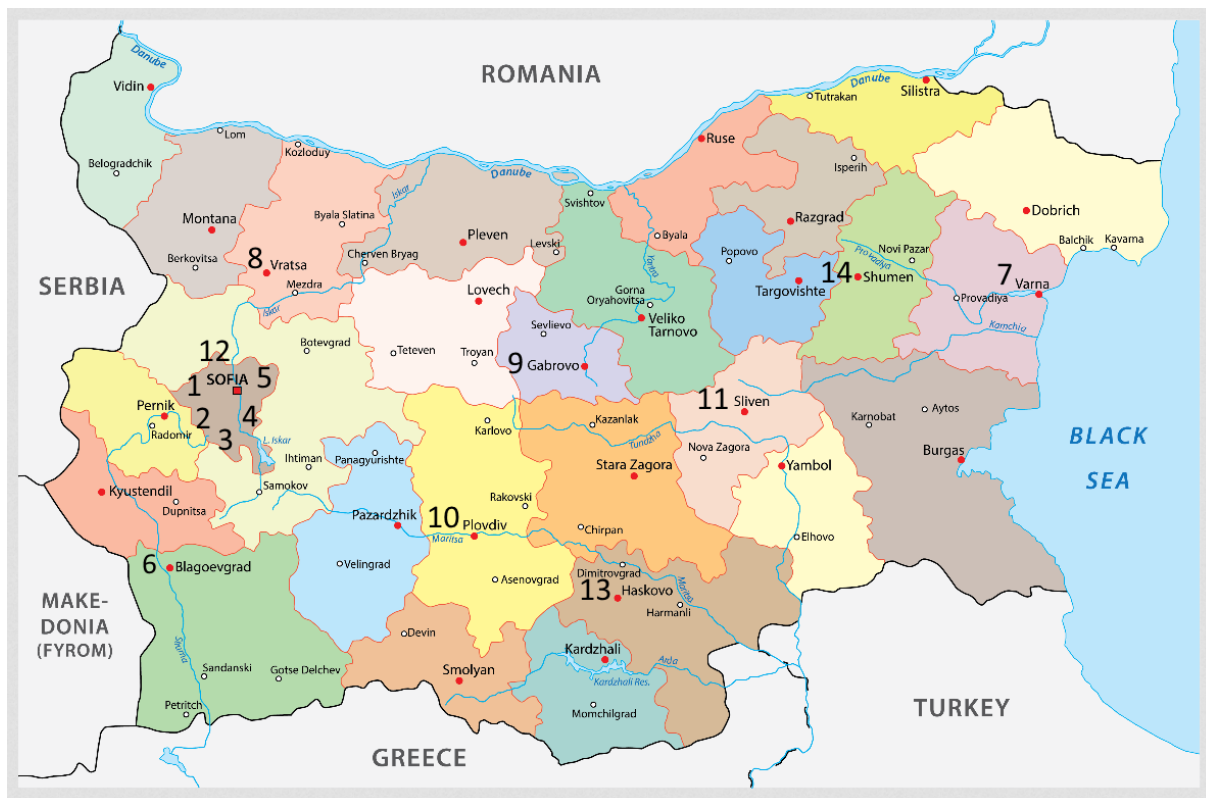 Danube
ROMANIA
Vidin
Danube
Silistra
Tutrakan
Lom
Ruse
Kozloduy
Belogradchik
Isperih
Danube
Iskar
Svishtov
Montana
Byala Slatina
Pleven
Byala
Razgrad
Dobrich
Levski
Novi Pazar
Balchik
Kavarna
Berkovitsa
8
Vratsa
Cherven Bryag
Yantra
Popovo
Provadiya
14
Shumen
7
Varna
SERBIA
Mezdra
Lovech
Gorna
Oryahovitsa
Targovishte
Provadiya
Iskar
Veliko
Tarnovo
Sevlievo
Kamchia
12
Botevgrad
Teteven
Troyan
9
Gabrovo
SOFIA
1
5
Pernik
2
4
11
Sliven
Radomir
3
L. Iskar
Karlovo
Kazanlak
Karnobat
Aytos
BLACK
SEA
Tundzha
Ihtiman
Panagyurishte
Nova Zagora
Burgas
Stara Zagora
Yambol
Kyustendil
Samokov
Dupnitsa
Rakovski
Pazardzhik
10
Plovdiv
Maritsa
Chirpan
Elhovo
6
Blagoevgrad
Velingrad
Asenovgrad
Dimitrovgrad
13
Haskovo
Maritsa
Harmanli
MAKE-
DONIA
(FYROM)
Struma
Devin
Kardzhali
Arda
Sandanski
Gotse Delchev
Smolyan
Kardzhali Res.
Petritch
Momchilgrad
TURKEY
GREECE